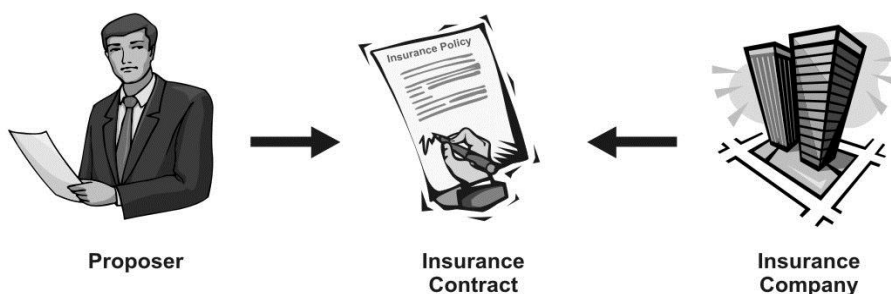 Insurance Policy
Proposer
Insurance
Contract
Insurance
Company